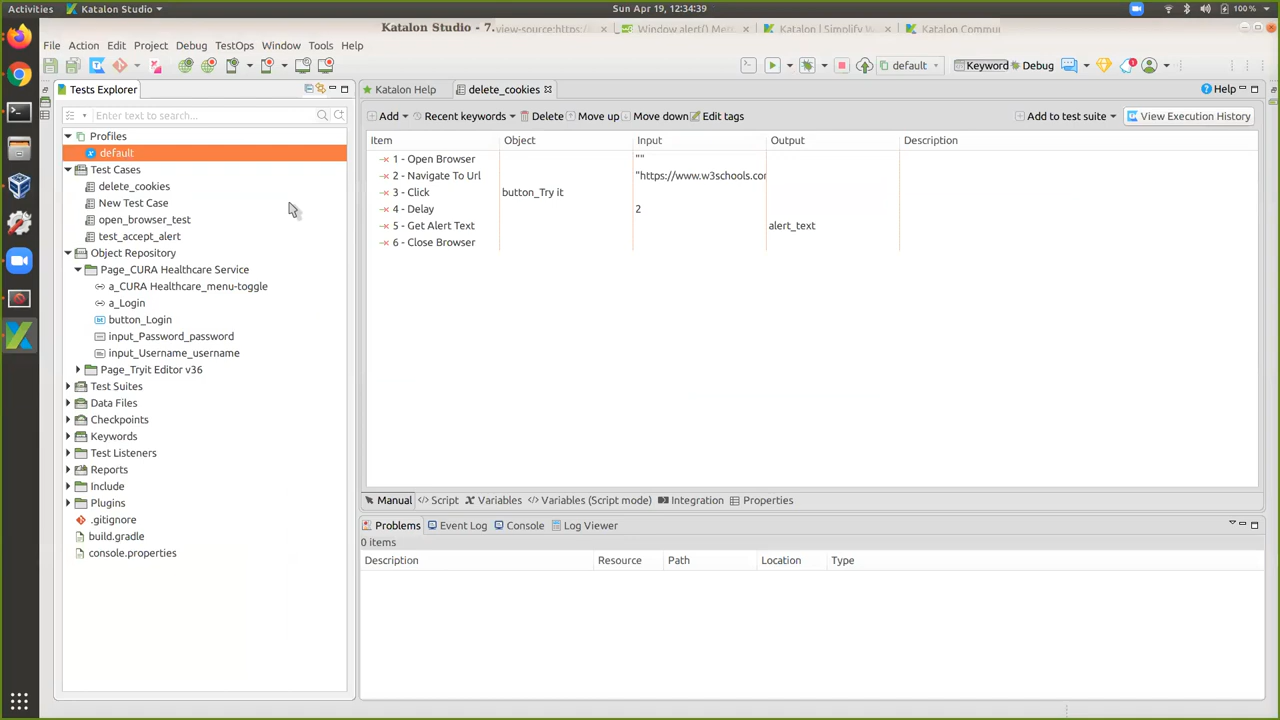 Activities Katalon Studio Sun Apr 19, 12:34:39 100 %
Katalon Studio - 7. view-source:https:/ Window alert() Me Katalon | Simplify W Katalon Commu
File Action Edit Project Debug TestOps Window Tools Help
default Keyword Debug
Tests Explorer Katalon Help delete_cookies Help
Enter text to search... Add Recent keywords Delete Move up Move down Edit tags Add to test suite View Execution History
Profiles
default
Test Cases
delete_cookies
New Test Case
open_browser_test
test_accept_alert
Object Repository
Page_CURA Healthcare Service
a_CURA Healthcare_menu-toggle
a_Login
button_Login
input_Password_password
input_Username_username
Page_Tryit Editor v36
Test Suites
Data Files
Checkpoints
Keywords
Test Listeners
Reports
Include
Plugins
.gitignore
build.gradle
console.properties
Item Object Input Output Description
1 - Open Browser ""
2 - Navigate To Url "https://www.w3schools.com
3 - Click button_Try it
4 - Delay 2
5 - Get Alert Text alert_text
6 - Close Browser
Manual Script Variables Variables (Script mode) Integration Properties
Problems Event Log Console Log Viewer
0 items
Description Resource Path Location Type